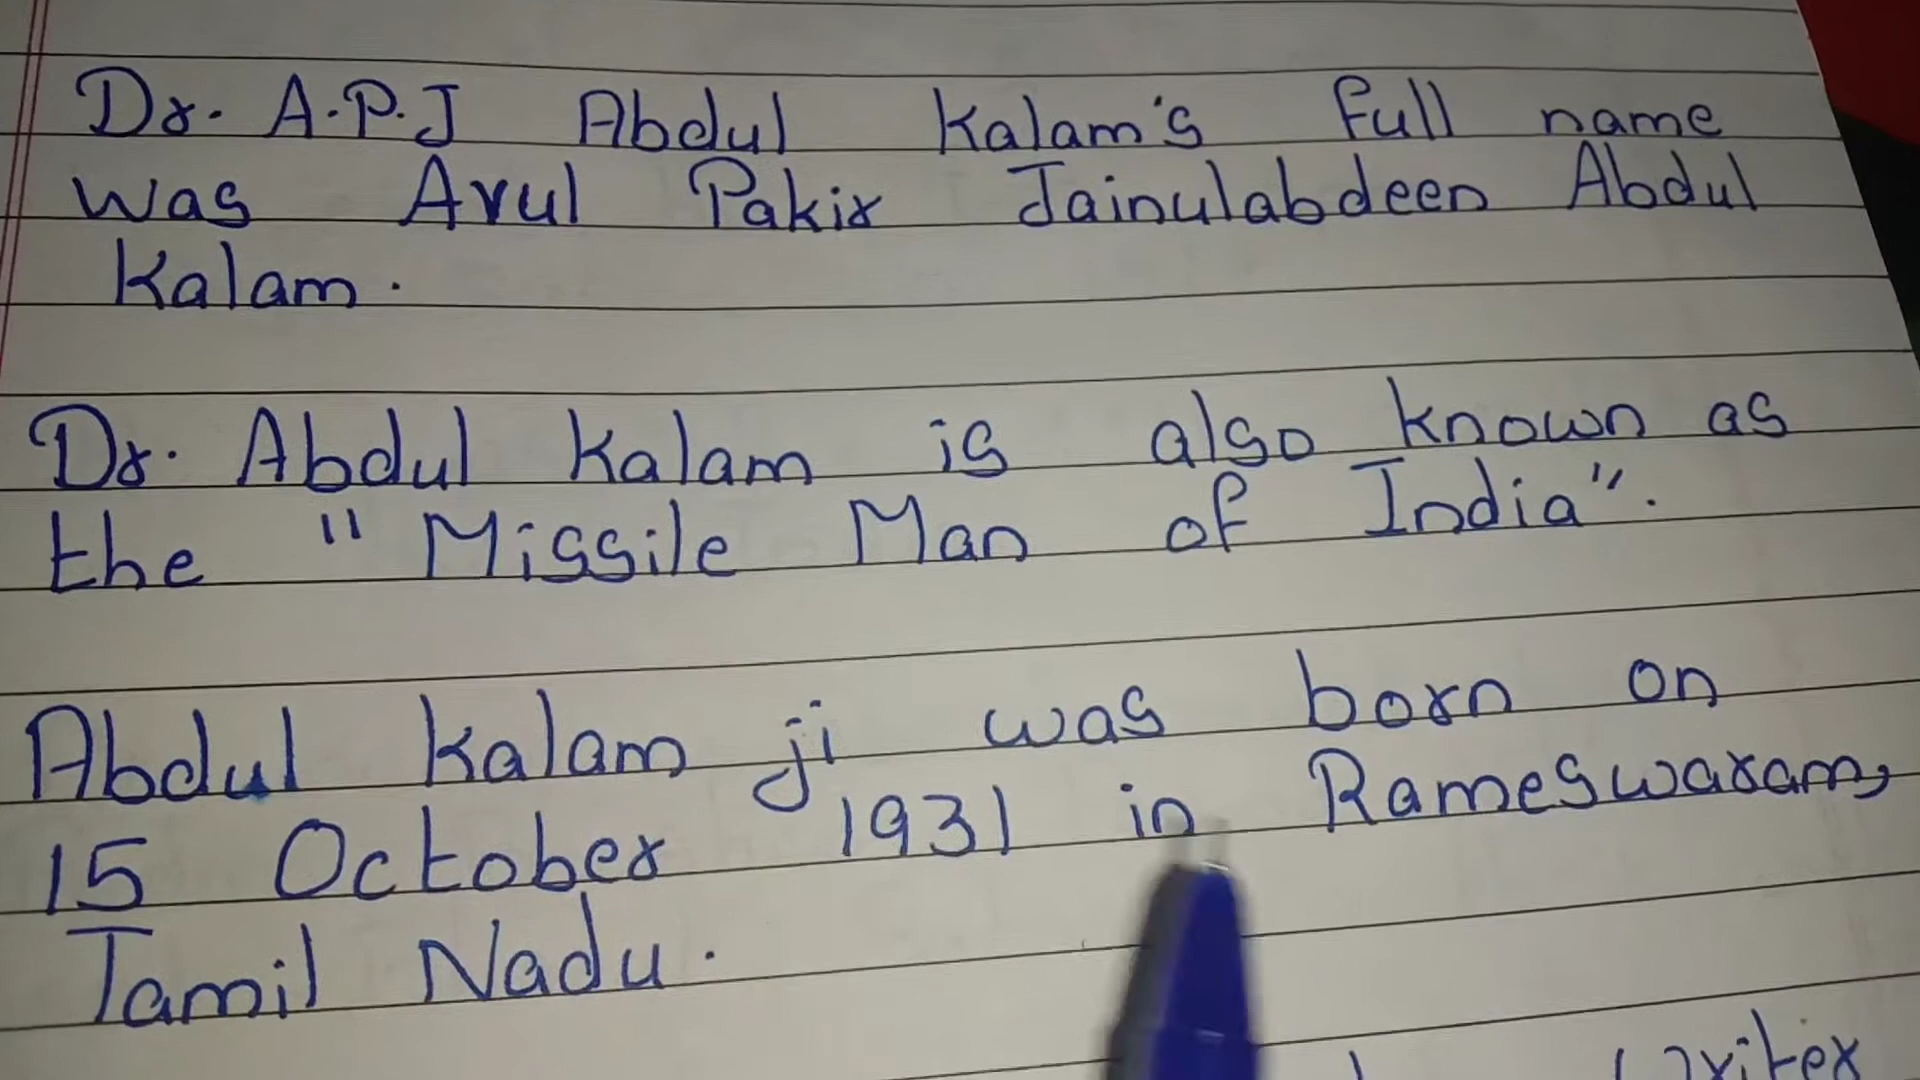 Dr. A.P.J Abdul Kalam's full name
was Avul Pakir Jainulabdeen Abdul
Kalam.
Dr. Abdul Kalam is also known as
the "Missile Man of India".
Abdul Kalam ji was born on
15 October 1931 in Rameswaram,
Tamil Nadu.
writer